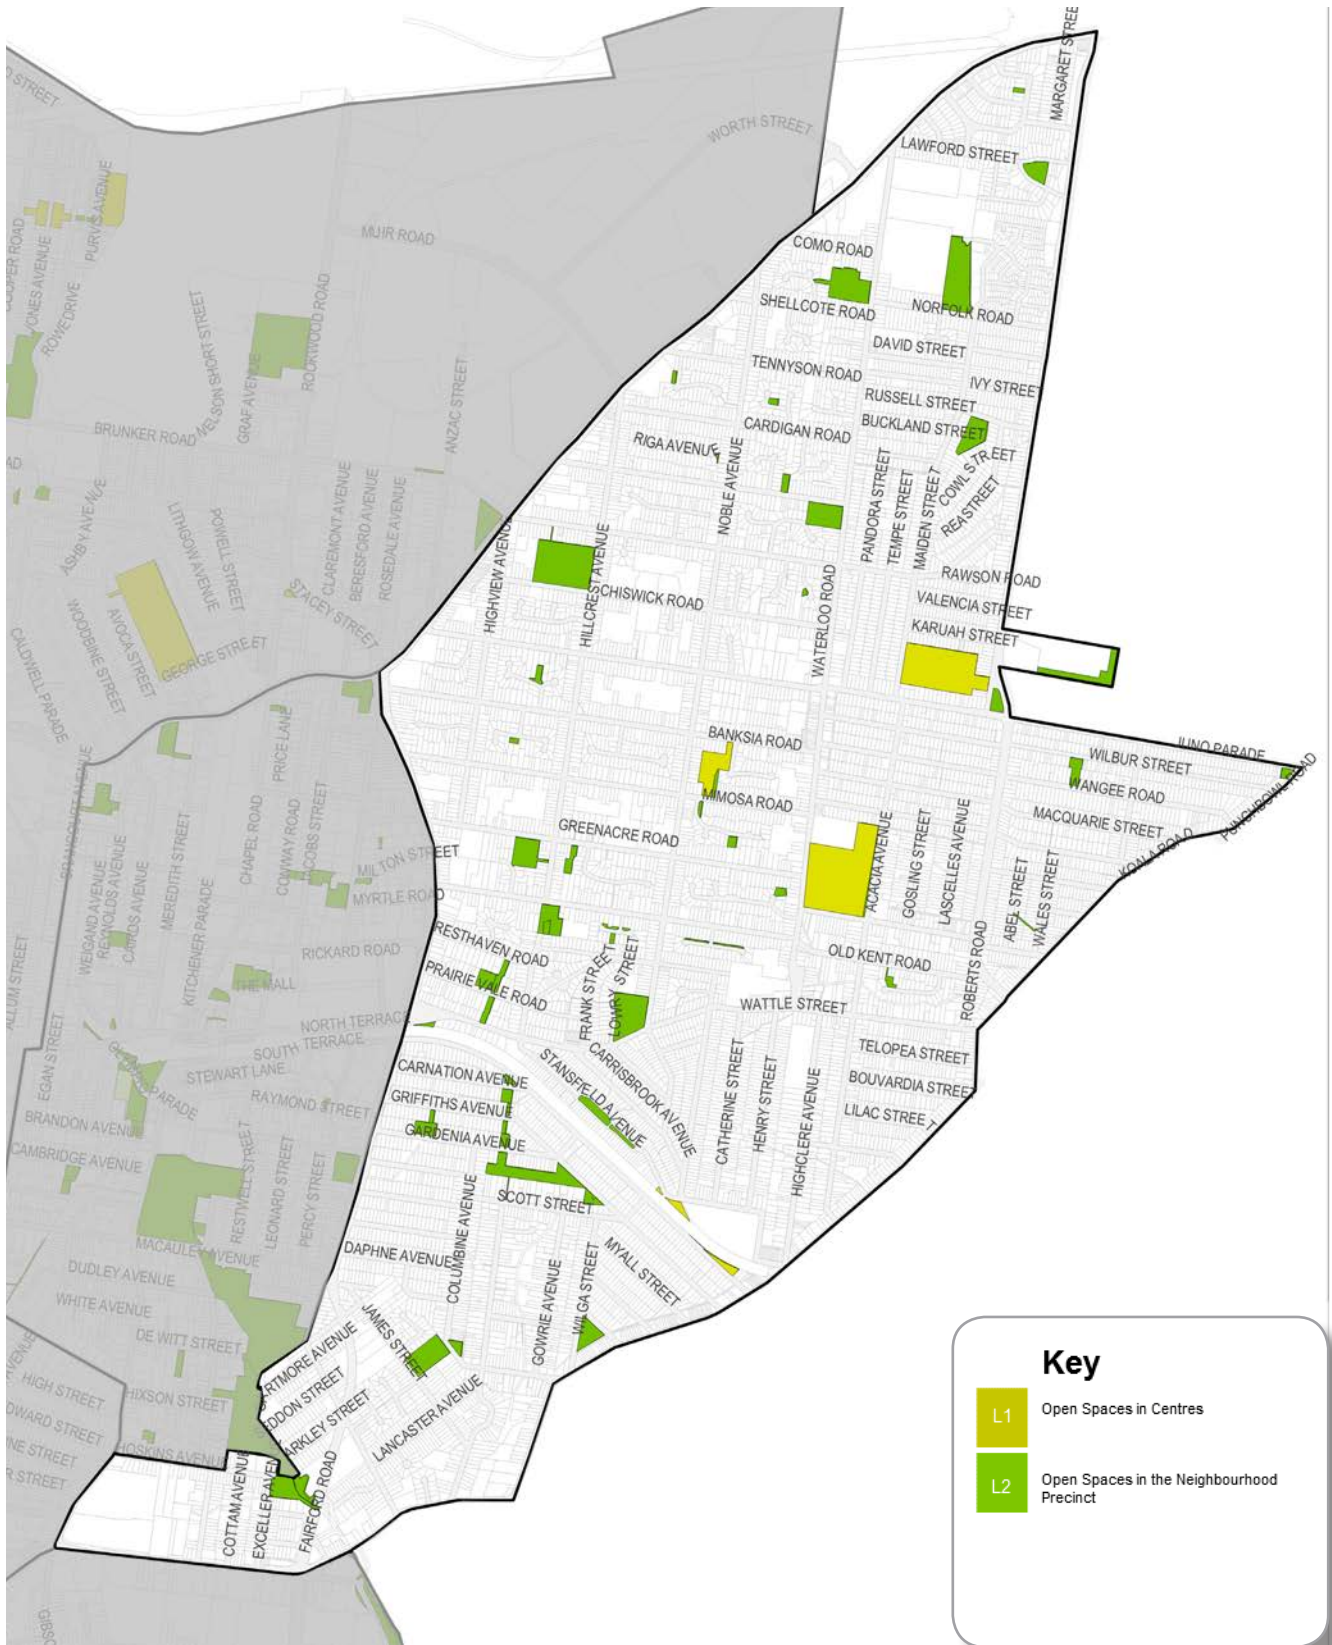 MARGARET STREE
WORTH STREET
LAWFORD STREET
MUIR ROAD
COMO ROAD
SHELLCOTE ROAD
NORFOLK ROAD
DAVID STREET
TENNYSON ROAD
IVY STREET
RUSSELL STREET
BUCKLAND STREET
CARDIGAN ROAD
RIGA AVENUE
NOBLE AVENUE
COWL STREET
REA STREET
PANDORA STREET
TEMPE STREET
MAIDEN STREET
RAWSON ROAD
VALENCIA STREET
KARUAH STREET
PURVIS AVENUE
COOPER ROAD
JONES AVENUE
ROWE DRIVE
NELSON SHORT STREET
GRAF AVENUE
ROOKWOOD ROAD
ANZAC STREET
BRUNKER ROAD
ASHBY AVENUE
LITHGOW AVENUE
POWELL STREET
CLAREMONT AVENUE
BERESFORD AVENUE
ROSEDALE AVENUE
STACEY STREET
HIGHVIEW AVENUE
HILLCREST AVENUE
CHISWICK ROAD
WATERLOO ROAD
CALDWELL PARADE
WOODBINE STREET
AVOCA STREET
GEORGE STREET
BANKSIA ROAD
MIMOSA ROAD
JUNO PARADE
WILBUR STREET
WANGEE ROAD
MACQUARIE STREET
PUNCHBOWL ROAD
KOALA ROAD
GREENACRE ROAD
ACACIA AVENUE
GOSLING STREET
LASCELLES AVENUE
ABEL STREET
WALES STREET
ROBERTS ROAD
PRICE LANE
CHAPEL ROAD
CONWAY ROAD
JACOBS STREET
MILTON STREET
MYRTLE ROAD
RICKARD ROAD
MEREDITH STREET
KITCHENER PARADE
WEIGAND AVENUE
REYNOLDS AVENUE
CAIRDS AVENUE
THE MALL
NORTH TERRACE
SOUTH TERRACE
STEWART LANE
RAYMOND STREET
EGAN STREET
BRANDON AVENUE
CAMBRIDGE AVENUE
RESTHAVEN ROAD
PRAIRIE VALE ROAD
FRANK STREET
LOWRY STREET
OLD KENT ROAD
WATTLE STREET
TELOPEA STREET
BOUVARDIA STREET
LILAC STREET
CATHERINE STREET
HENRY STREET
HIGHCLERE AVENUE
CARRISBROOK AVENUE
STANSFIELD AVENUE
CARNATION AVENUE
GRIFFITHS AVENUE
GARDENIA AVENUE
SCOTT STREET
COLUMBINE AVENUE
DAPHNE AVENUE
GOWRIE AVENUE
WILGA STREET
MYALL STREET
RESTWELL STREET
LEONARD STREET
PERCY STREET
MACAULEY AVENUE
DUDLEY AVENUE
WHITE AVENUE
DE WITT STREET
HIXSON STREET
HIGH STREET
HOSKINS AVENUE
JAMES STREET
LANCASTER AVENUE
COTTAM AVENUE
FAIRFORD ROAD
Key
L1 Open Spaces in Centres
L2 Open Spaces in the Neighbourhood
Precinct